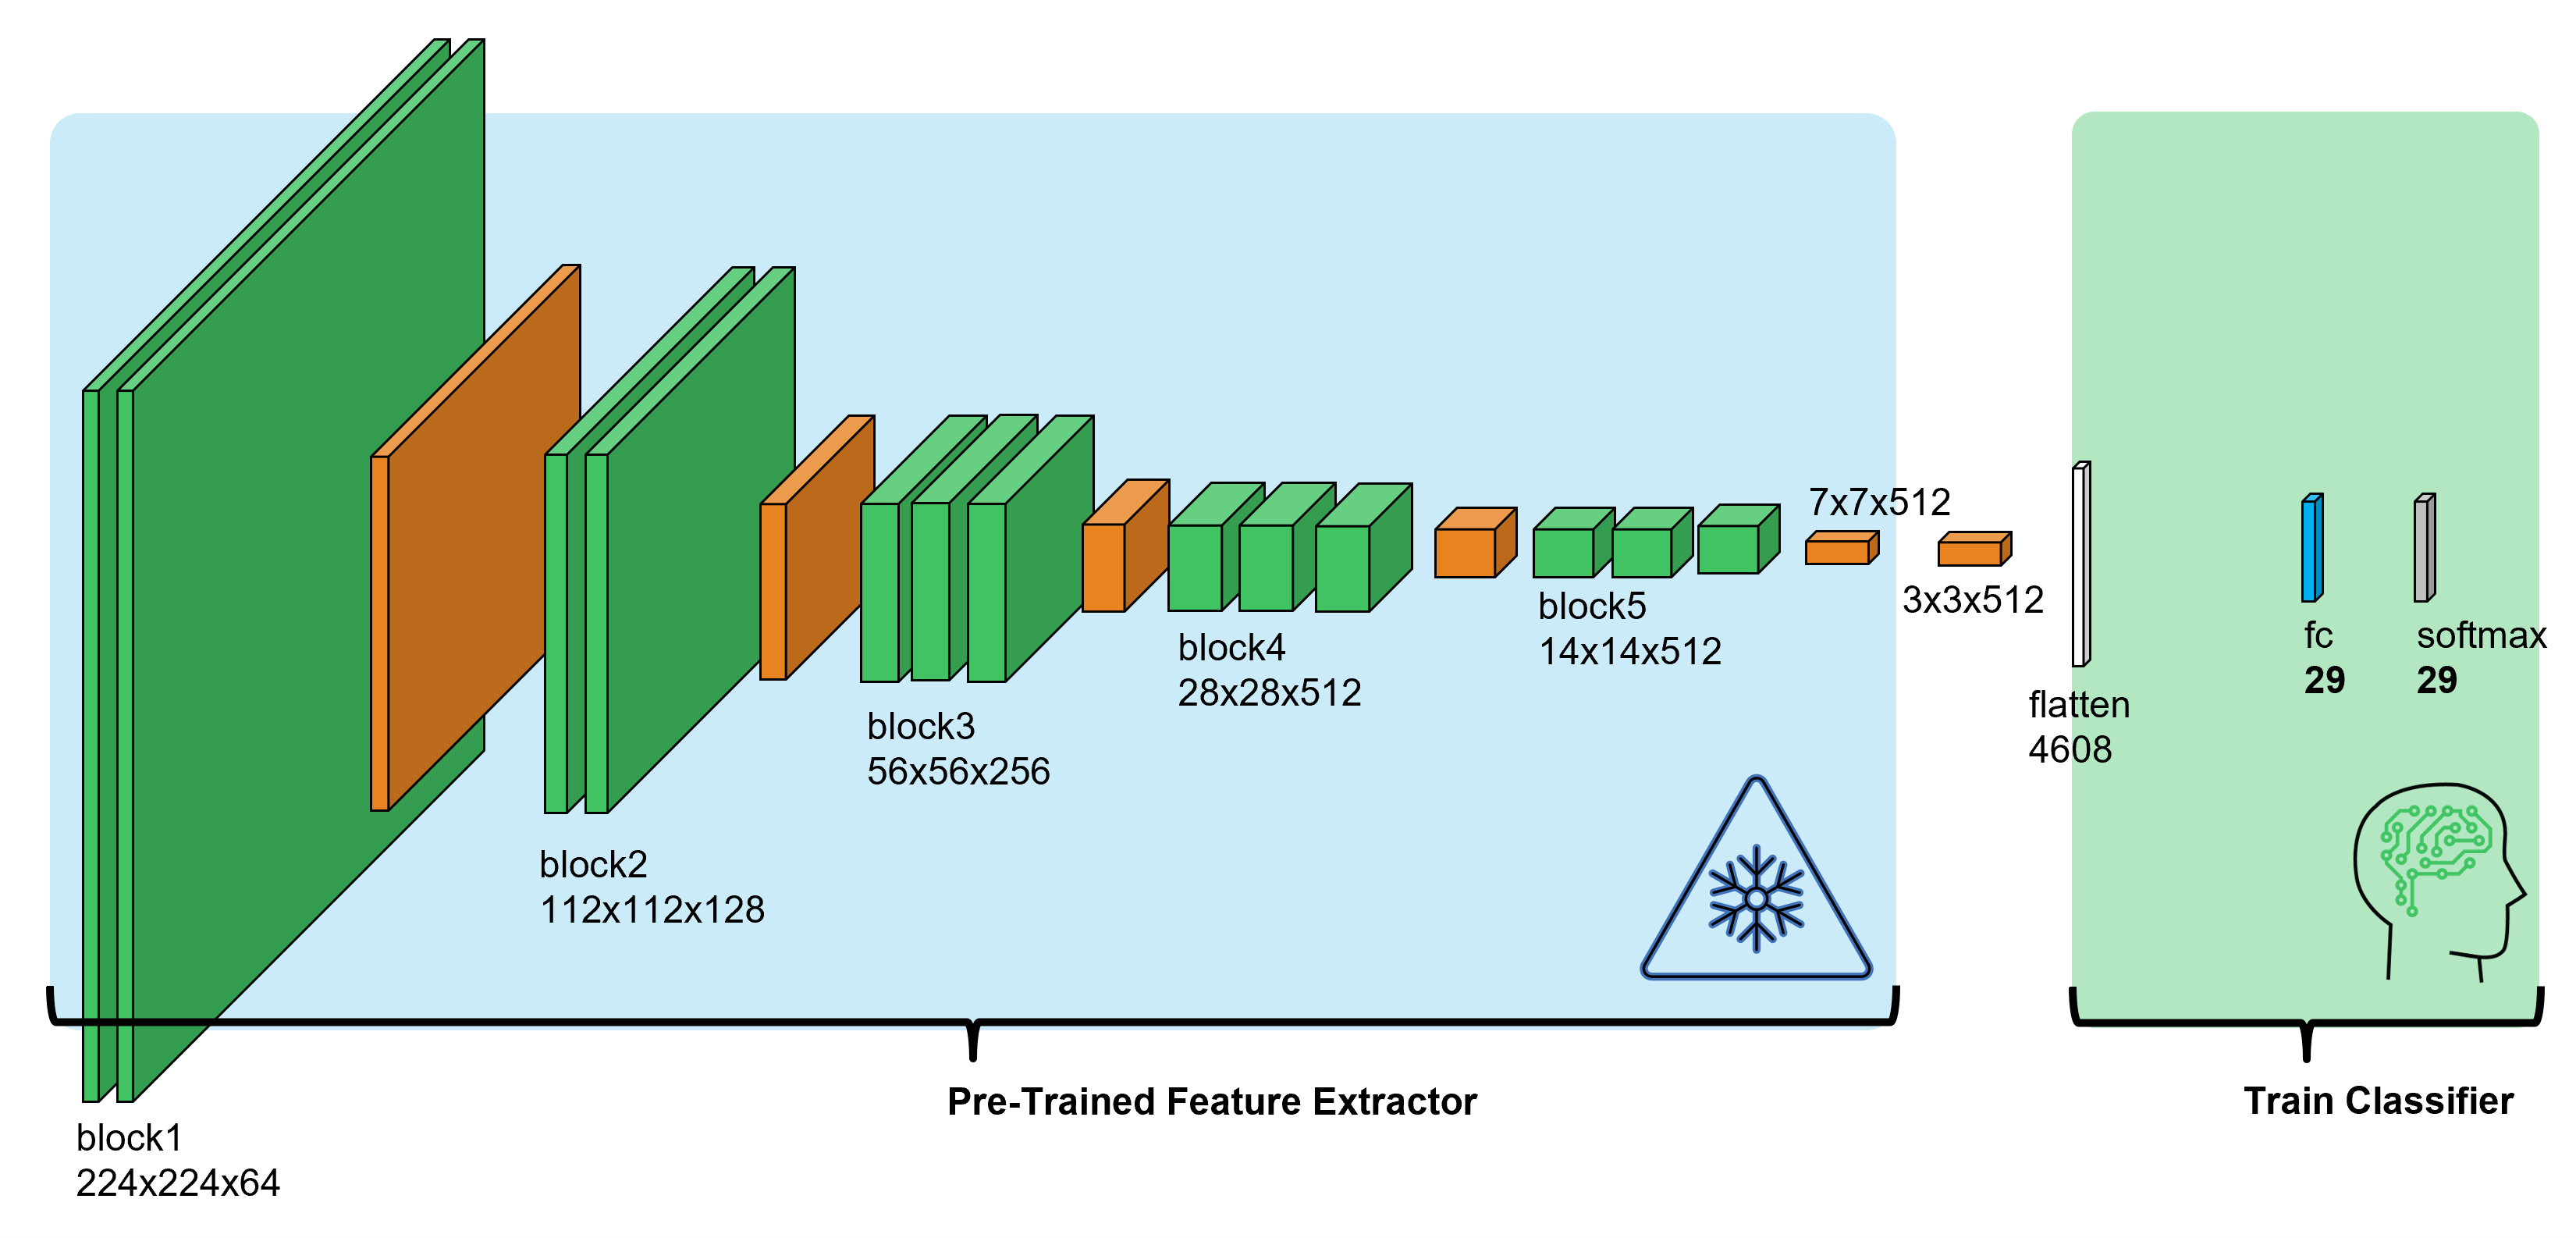 block1
224x224x64
block2
112x112x128
block3
56x56x256
block4
28x28x512
block5
14x14x512
7x7x512
3x3x512
flatten
4608
fc
29
softmax
29
Pre-Trained Feature Extractor
Train Classifier